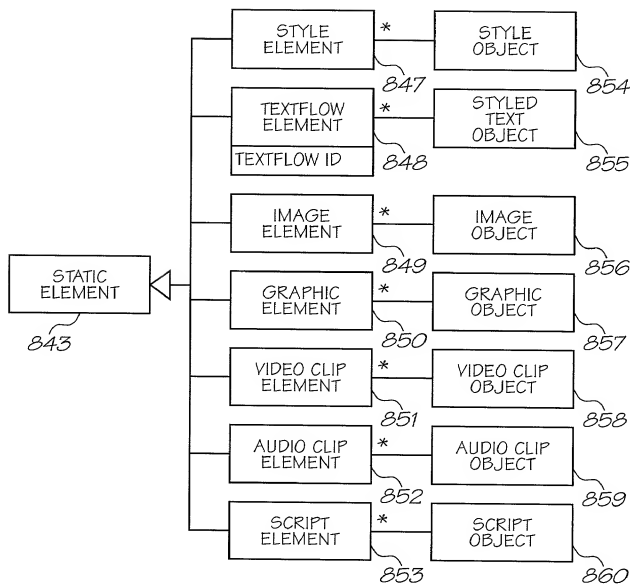 STYLE
ELEMENT
*
STYLE
OBJECT
847
854
TEXTFLOW
ELEMENT
TEXTFLOW ID
*
STYLED
TEXT
OBJECT
848
855
IMAGE
ELEMENT
*
IMAGE
OBJECT
849
856
STATIC
ELEMENT
843
GRAPHIC
ELEMENT
*
GRAPHIC
OBJECT
850
857
VIDEO CLIP
ELEMENT
*
VIDEO CLIP
OBJECT
851
858
AUDIO CLIP
ELEMENT
*
AUDIO CLIP
OBJECT
852
859
SCRIPT
ELEMENT
*
SCRIPT
OBJECT
853
860